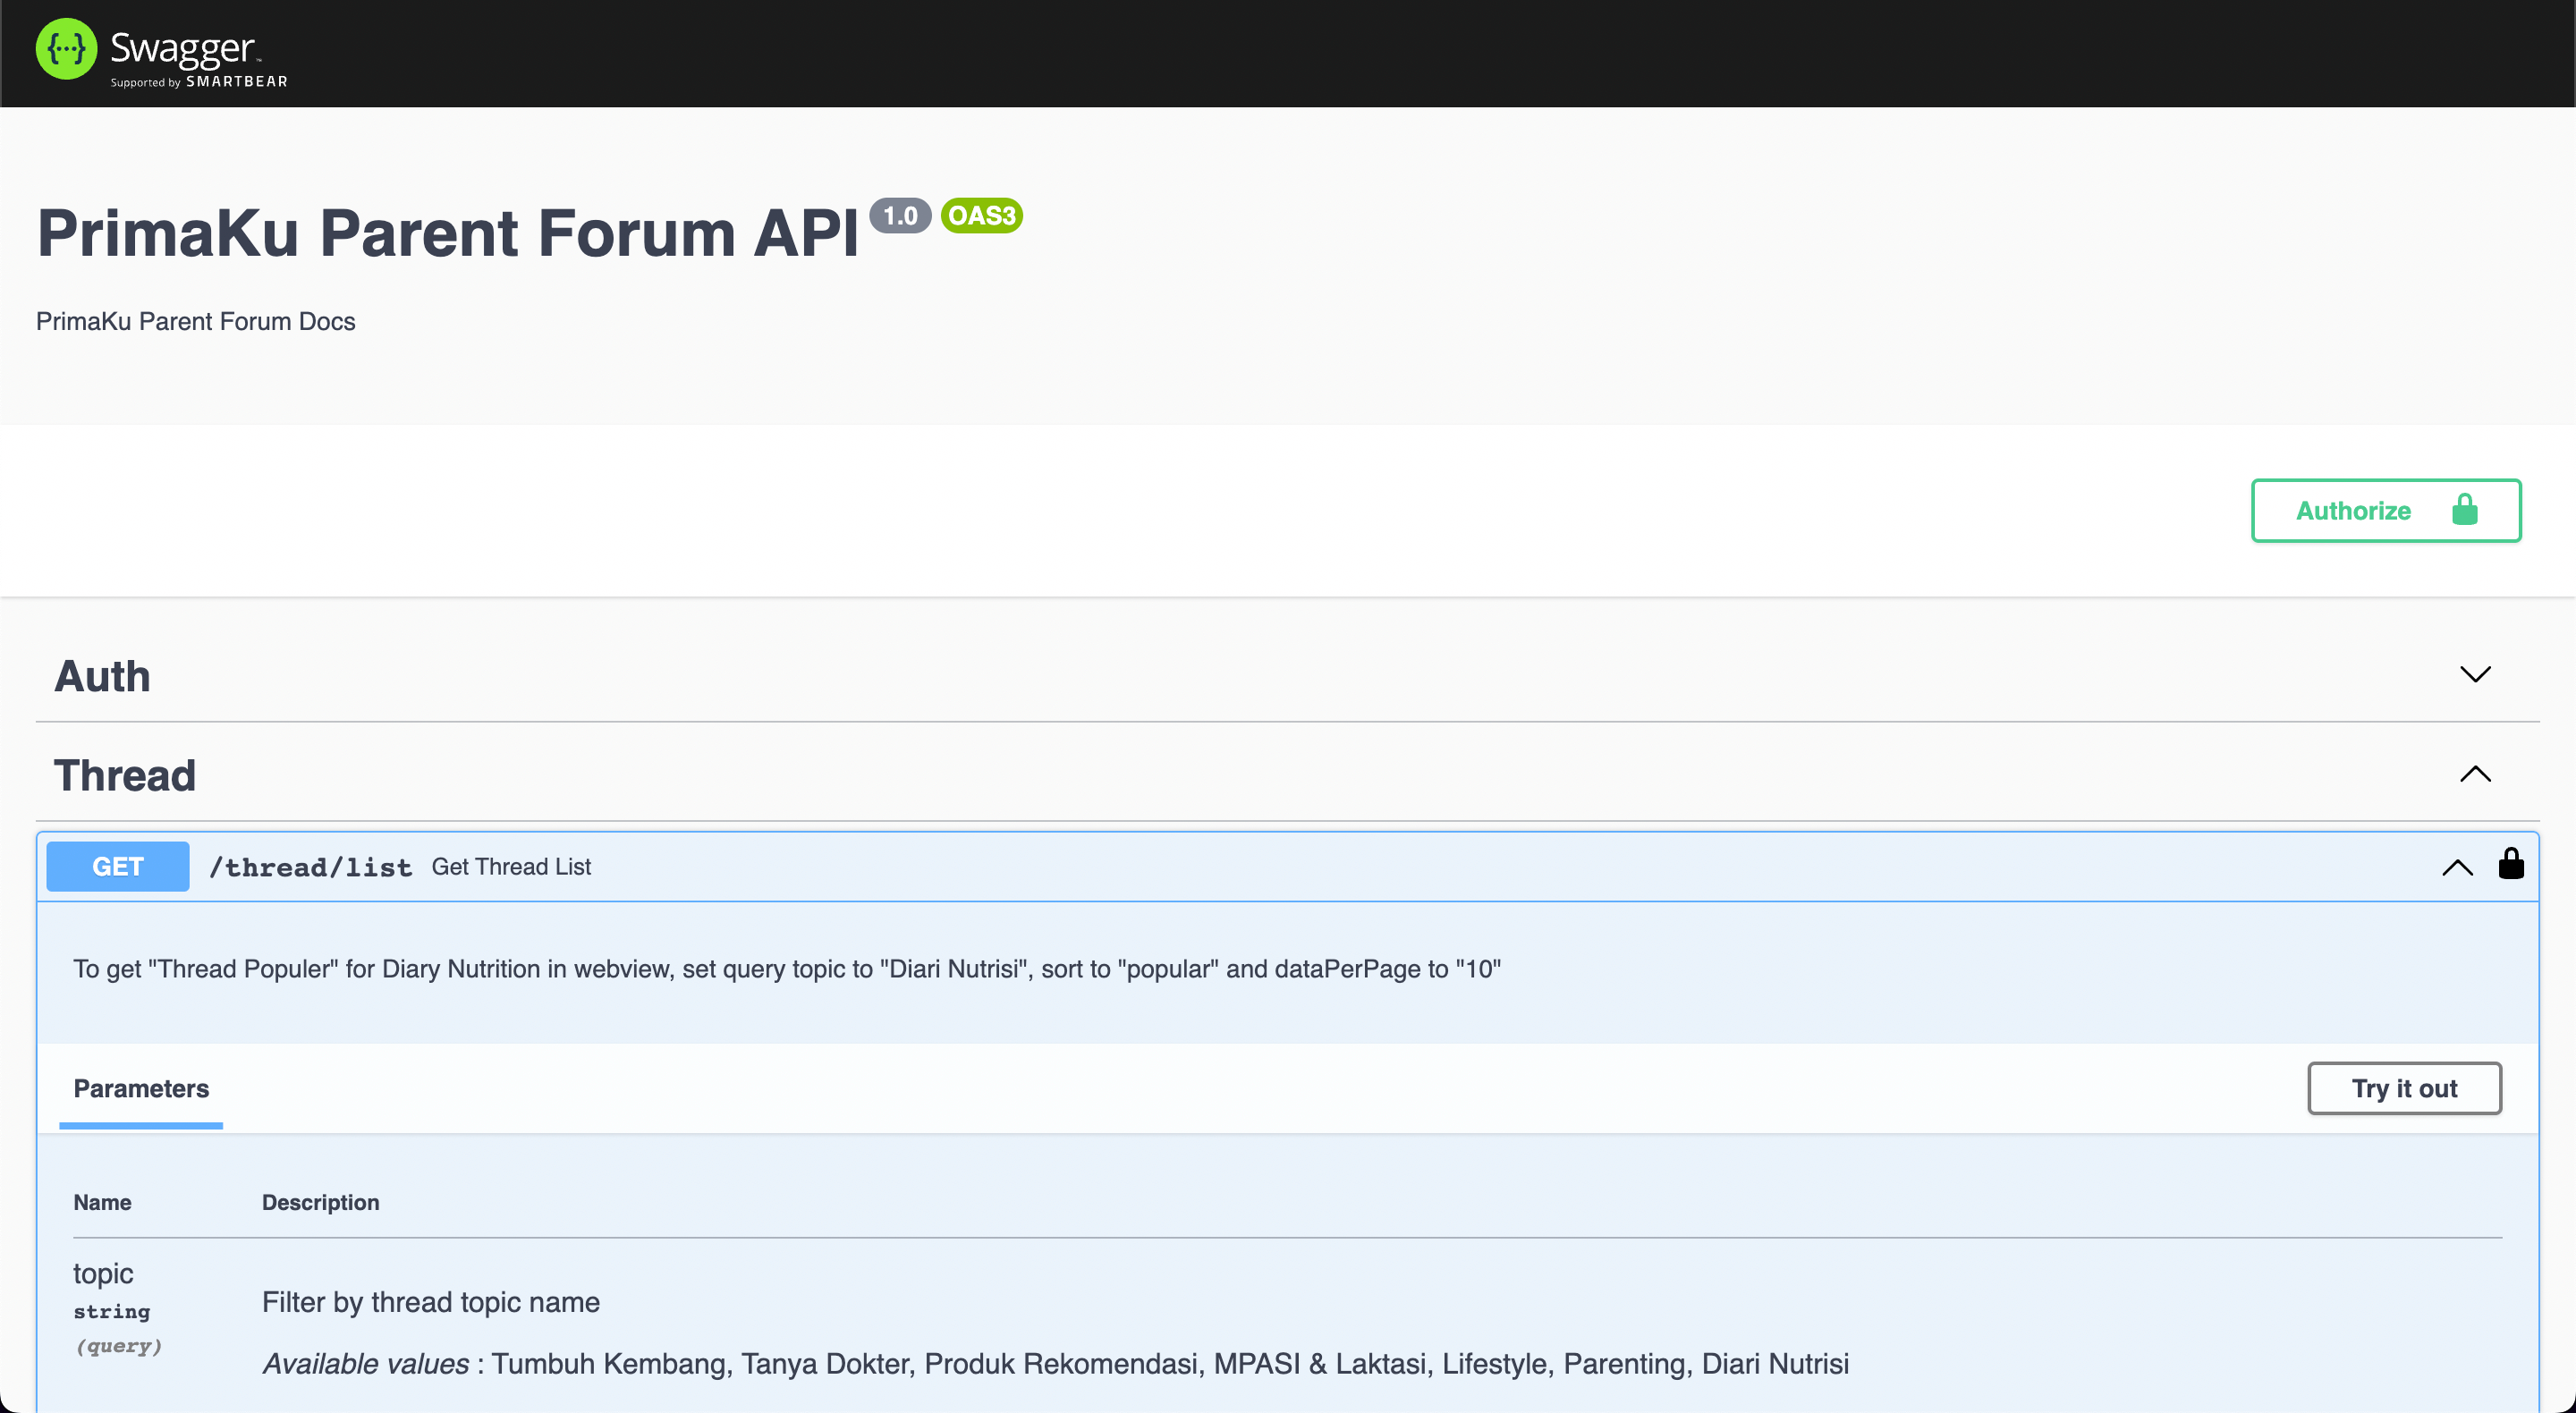 {···} Swagger™
Supported by SMARTBEAR
PrimaKu Parent Forum API 1.0 OAS3
PrimaKu Parent Forum Docs
Authorize
Auth
Thread
GET /thread/list Get Thread List
To get "Thread Populer" for Diary Nutrition in webview, set query topic to "Diari Nutrisi", sort to "popular" and dataPerPage to "10"
Parameters Try it out
Name Description
topic
string
(query)
Filter by thread topic name
Available values : Tumbuh Kembang, Tanya Dokter, Produk Rekomendasi, MPASI & Laktasi, Lifestyle, Parenting, Diari Nutrisi